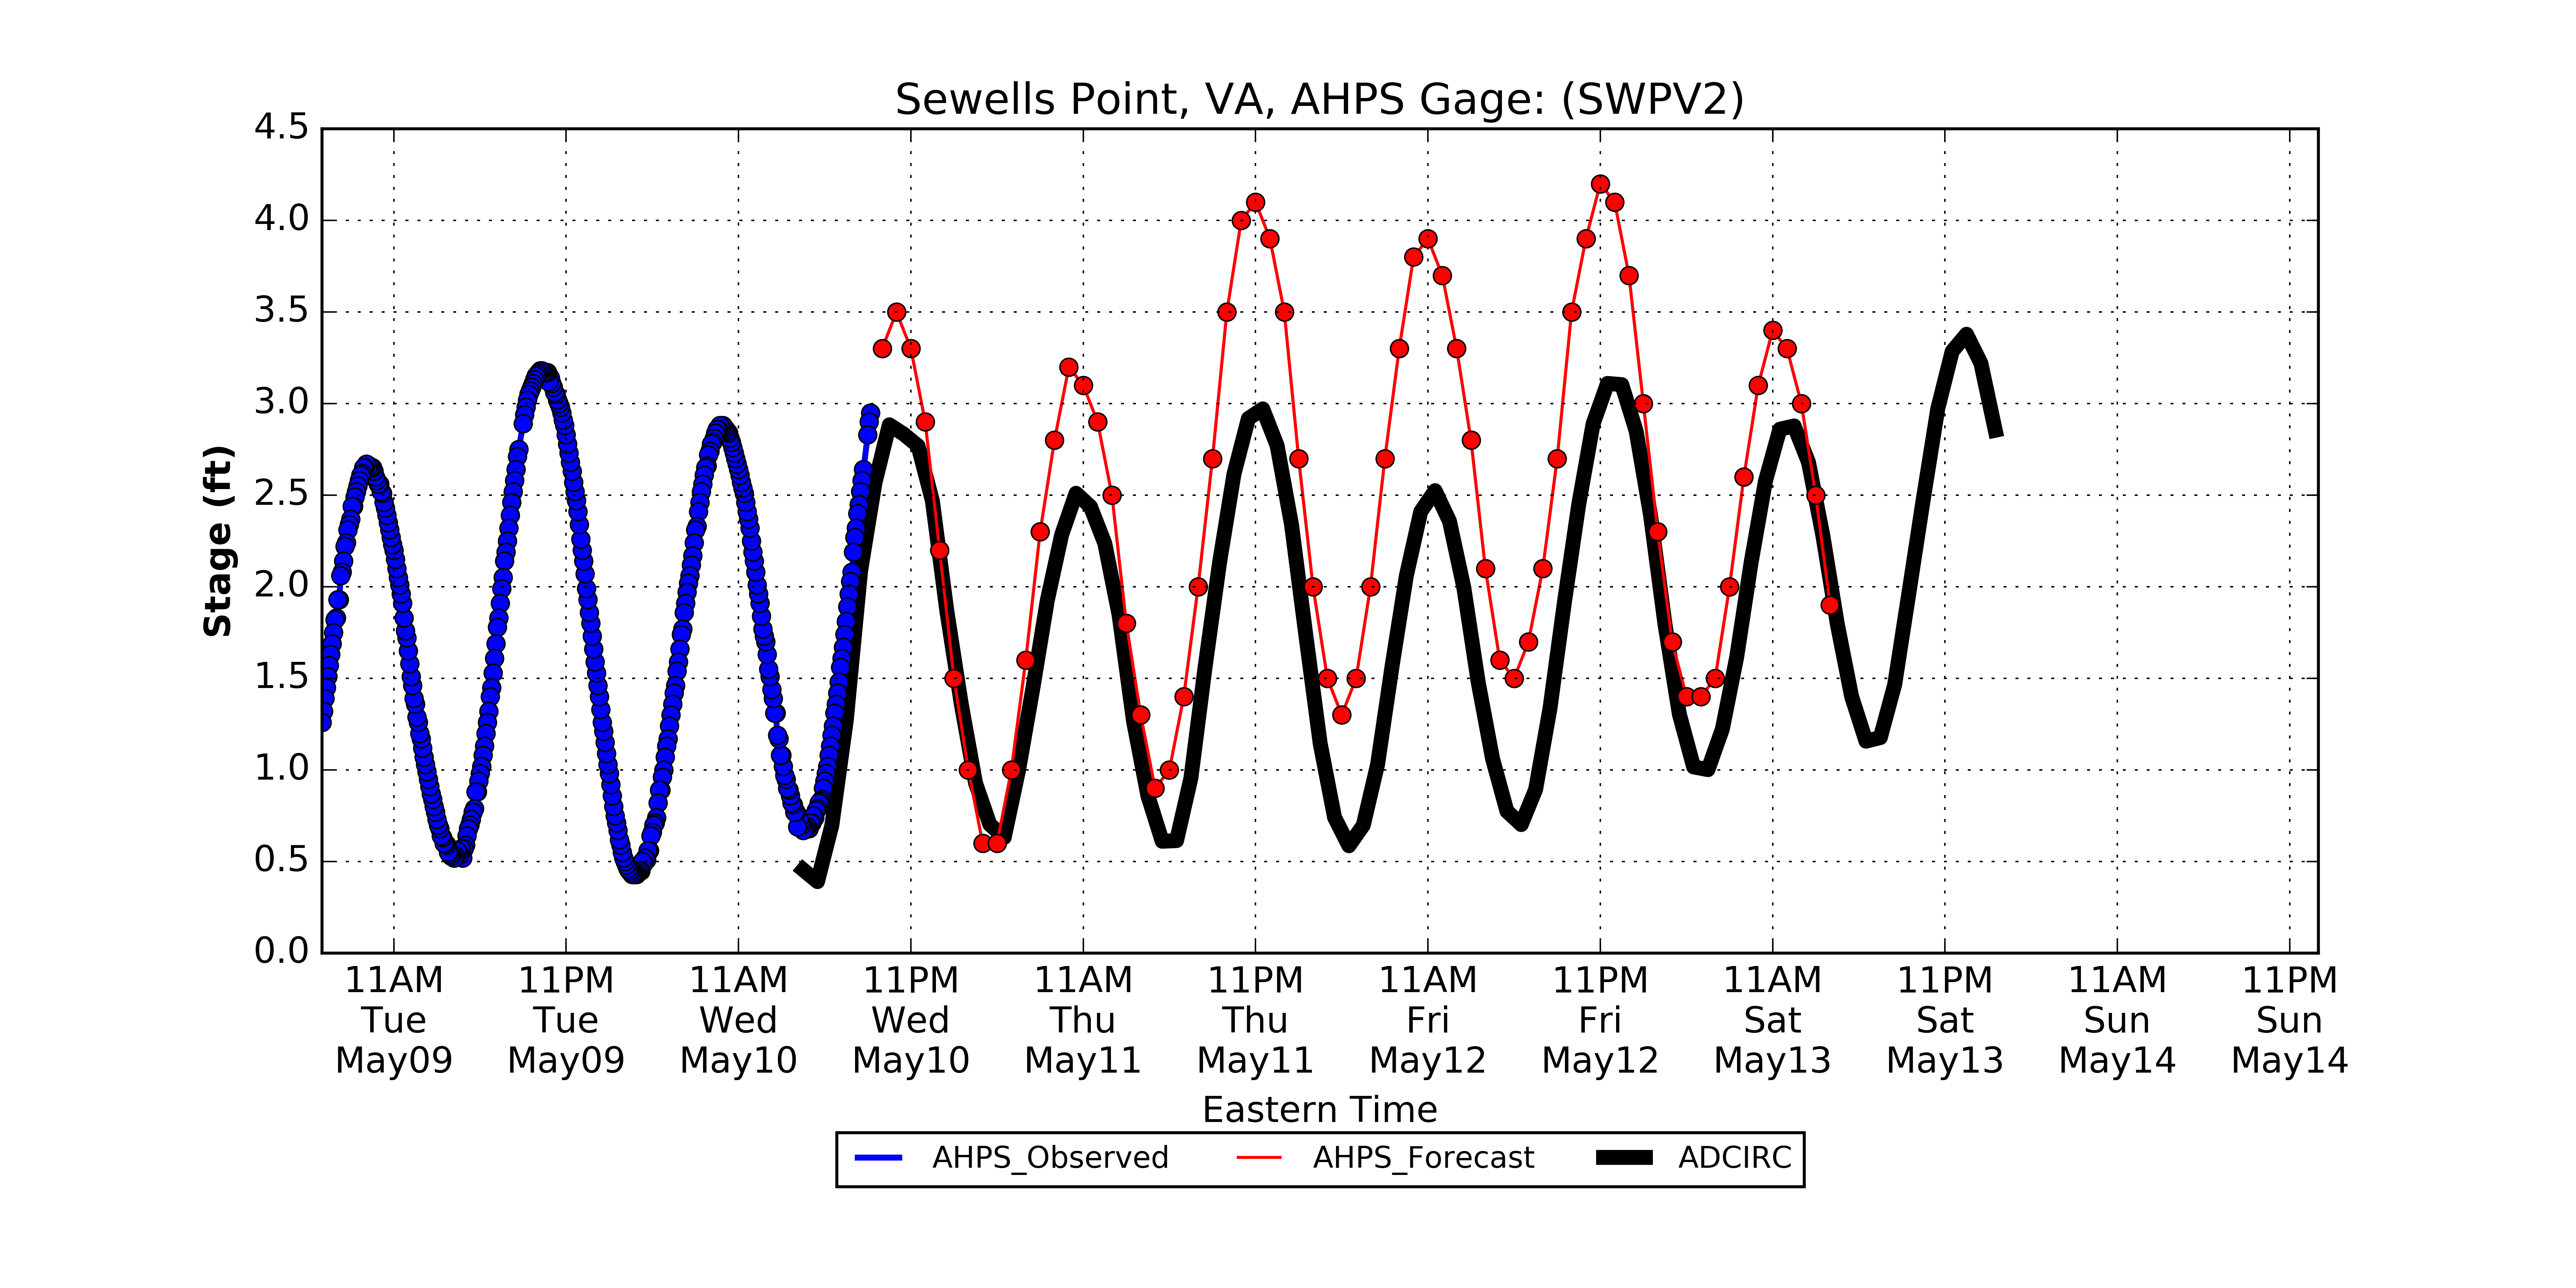 Sewells Point, VA, AHPS Gage: (SWPV2)
4.5
4.0
3.5
3.0
2.5
2.0
1.5
1.0
0.5
0.0
Stage (ft)
11AM 11PM 11AM 11PM 11AM 11PM 11AM 11PM 11AM 11PM 11AM 11PM
Tue Tue Wed Wed Thu Thu Fri Fri Sat Sat Sun Sun
May09 May09 May10 May10 May11 May11 May12 May12 May13 May13 May14 May14
Eastern Time
AHPS_Observed AHPS_Forecast ADCIRC